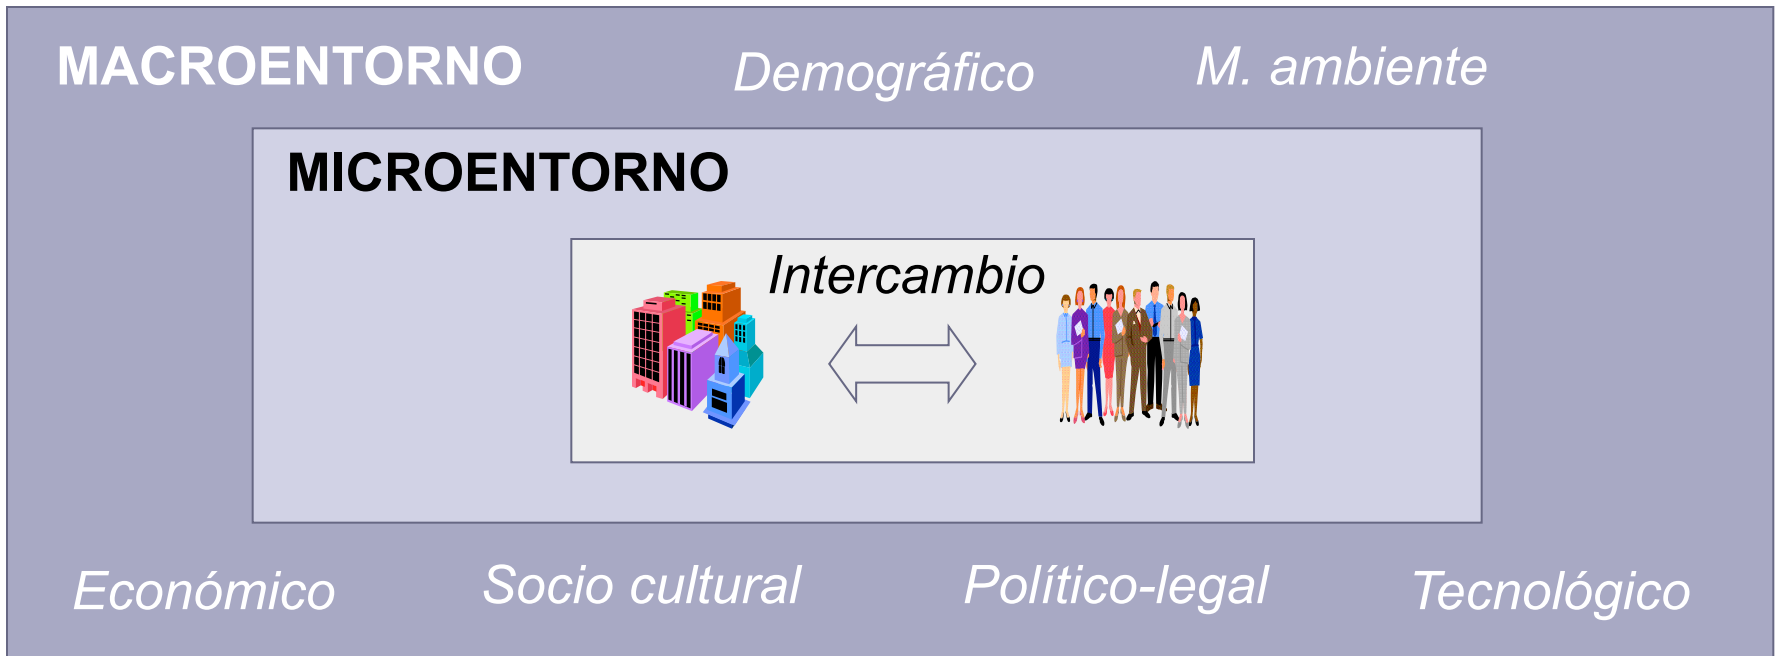 MACROENTORNO
Demográfico
M. ambiente
MICROENTORNO
Intercambio
Económico
Socio cultural
Político-legal
Tecnológico